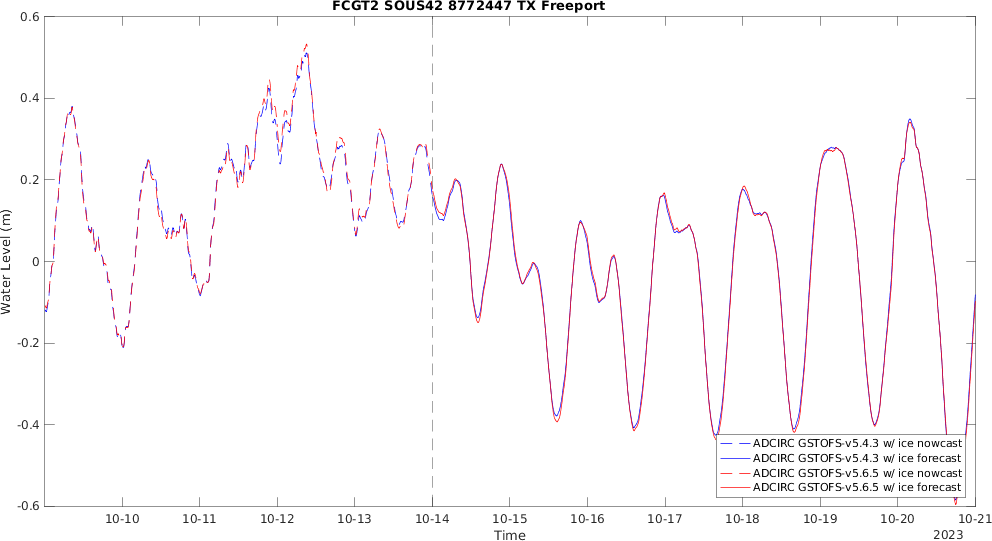 FCGT2 SOUS42 8772447 TX Freeport
0.6
0.4
0.2
0
-0.2
-0.4
-0.6
Water Level (m)
ADCIRC GSTOFS-v5.4.3 w/ ice nowcast
ADCIRC GSTOFS-v5.4.3 w/ ice forecast
ADCIRC GSTOFS-v5.6.5 w/ ice nowcast
ADCIRC GSTOFS-v5.6.5 w/ ice forecast
10-10 10-11 10-12 10-13 10-14 10-15 10-16 10-17 10-18 10-19 10-20 10-21
Time
2023